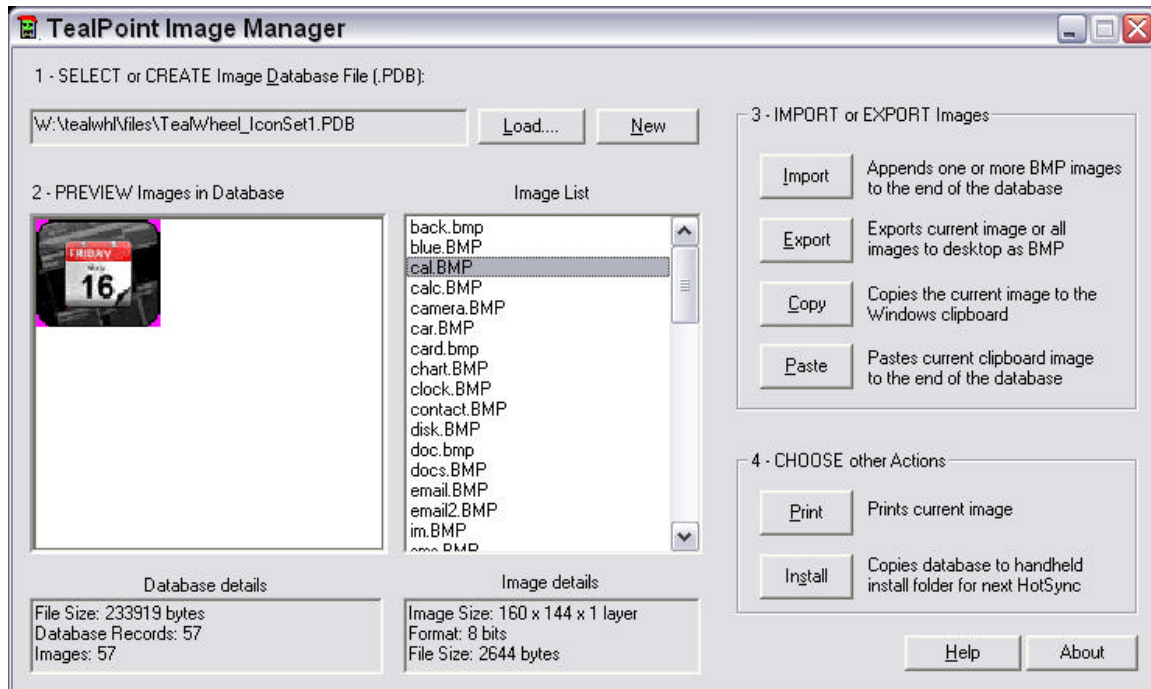 TealPoint Image Manager
1 - SELECT or CREATE Image Database File (.PDB):
W:\tealwhl\files\TealWheel_IconSet1.PDB
Load....
New
2 - PREVIEW Images in Database
Image List
FRIDAY
May
16
back.bmp
blue.BMP
cal.BMP
calc.BMP
camera.BMP
car.BMP
card.bmp
chart.BMP
clock.BMP
contact.BMP
disk.BMP
doc.bmp
docs.BMP
email.BMP
email2.BMP
im.BMP
Database details
File Size: 233919 bytes
Database Records: 57
Images: 57
Image details
Image Size: 160 x 144 x 1 layer
Format: 8 bits
File Size: 2644 bytes
3 - IMPORT or EXPORT Images
Import
Appends one or more BMP images
to the end of the database
Export
Exports current image or all
images to desktop as BMP
Copy
Copies the current image to the
Windows clipboard
Paste
Pastes current clipboard image
to the end of the database
4 - CHOOSE other Actions
Print
Prints current image
Install
Copies database to handheld
install folder for next HotSync
Help
About